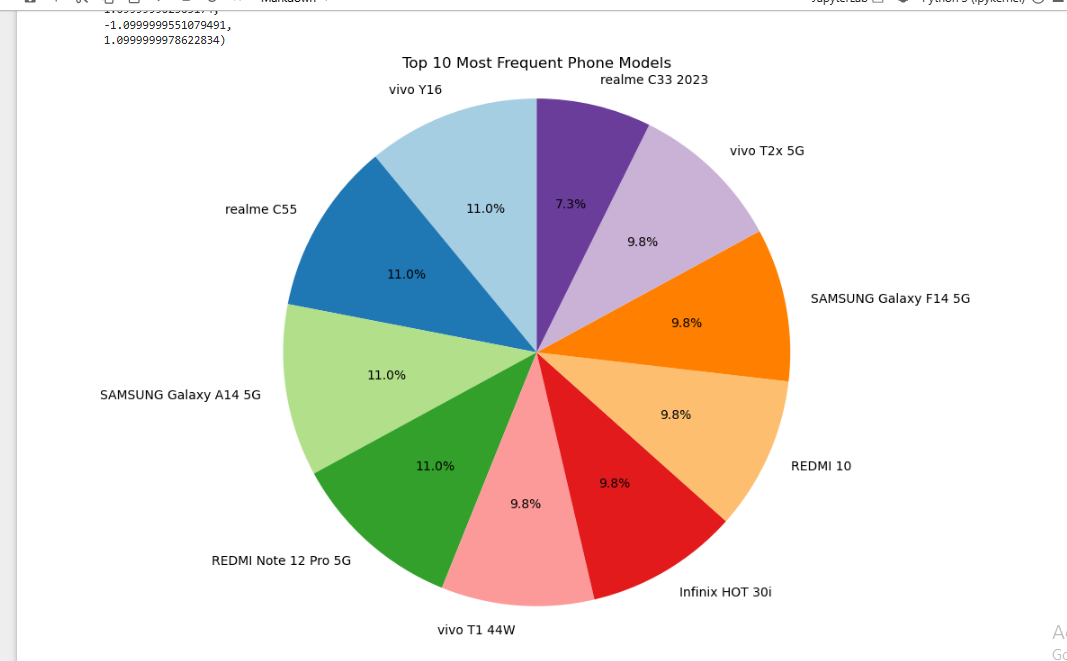 -1.0999999551079491,
1.0999999978622834)
Top 10 Most Frequent Phone Models
realme C33 2023
vivo Y16
vivo T2x 5G
7.3%
11.0%
realme C55
9.8%
11.0%
SAMSUNG Galaxy F14 5G
9.8%
11.0%
SAMSUNG Galaxy A14 5G
9.8%
REDMI 10
11.0%
9.8%
9.8%
REDMI Note 12 Pro 5G
Infinix HOT 30i
vivo T1 44W